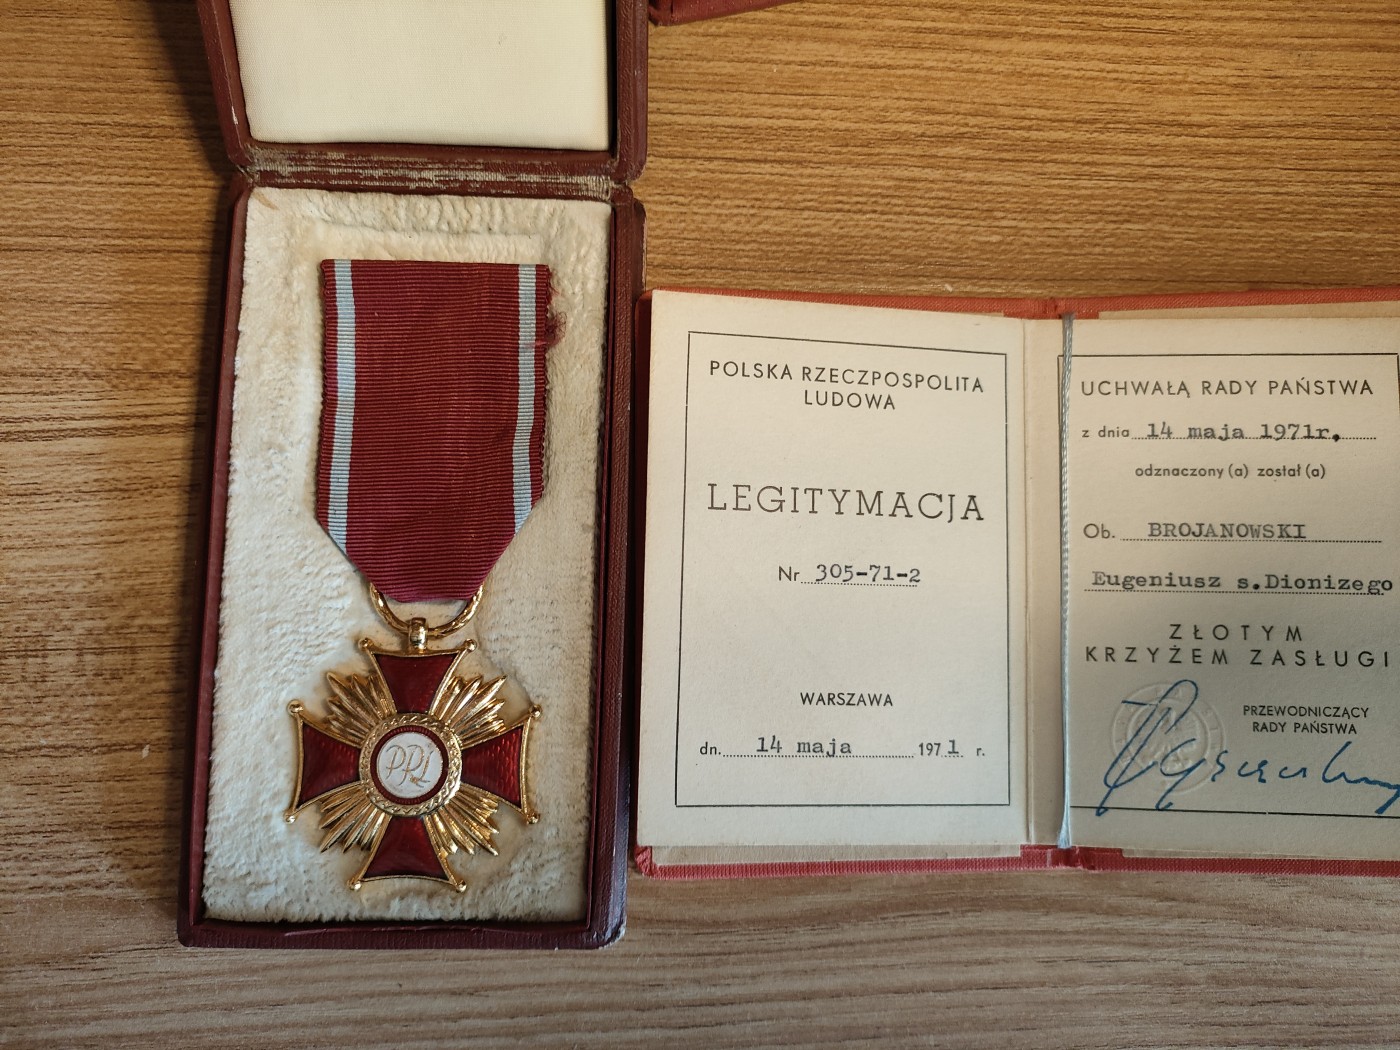 PRL
POLSKA RZECZPOSPOLITA
LUDOWA
LEGITYMACJA
Nr 305-71-2
WARSZAWA
dn. 14 maja 1971 r.
UCHWAŁĄ RADY PAŃSTWA
z dnia 14 maja 1971r.
odznaczony (a) został (a)
Ob. BROJANOWSKI
Eugeniusz s.Dionizego
ZŁOTYM
KRZYŻEM ZASŁUGI
PRZEWODNICZĄCY
RADY PAŃSTWA